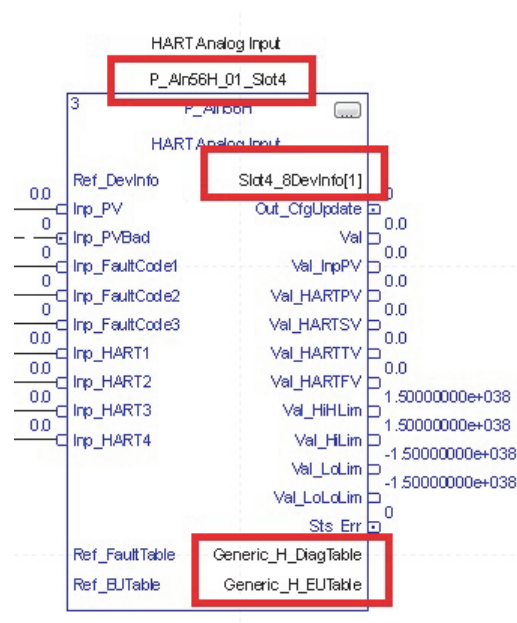 HART Analog Input
P_AIn56H_01_Slot4
3 P_AIn56H ...
HART Analog Input
Ref_DevInfo Slot4_8DevInfo[1]
0.0 Inp_PV Out_CfgUpdate 0
0 Inp_PVBad Val 0.0
0 Inp_FaultCode1 Val_InpPV 0.0
0 Inp_FaultCode2 Val_HARTPV 0.0
0 Inp_FaultCode3 Val_HARTSV 0.0
0.0 Inp_HART1 Val_HARTTV 0.0
0.0 Inp_HART2 Val_HARTFV 0.0
0.0 Inp_HART3 Val_HiHiLim 1.50000000e+038
0.0 Inp_HART4 Val_HiLim 1.50000000e+038
Val_LoLim -1.50000000e+038
Val_LoLoLim -1.50000000e+038
Sts_Err 0
Ref_FaultTable Generic_H_DiagTable
Ref_EUTable Generic_H_EUTable